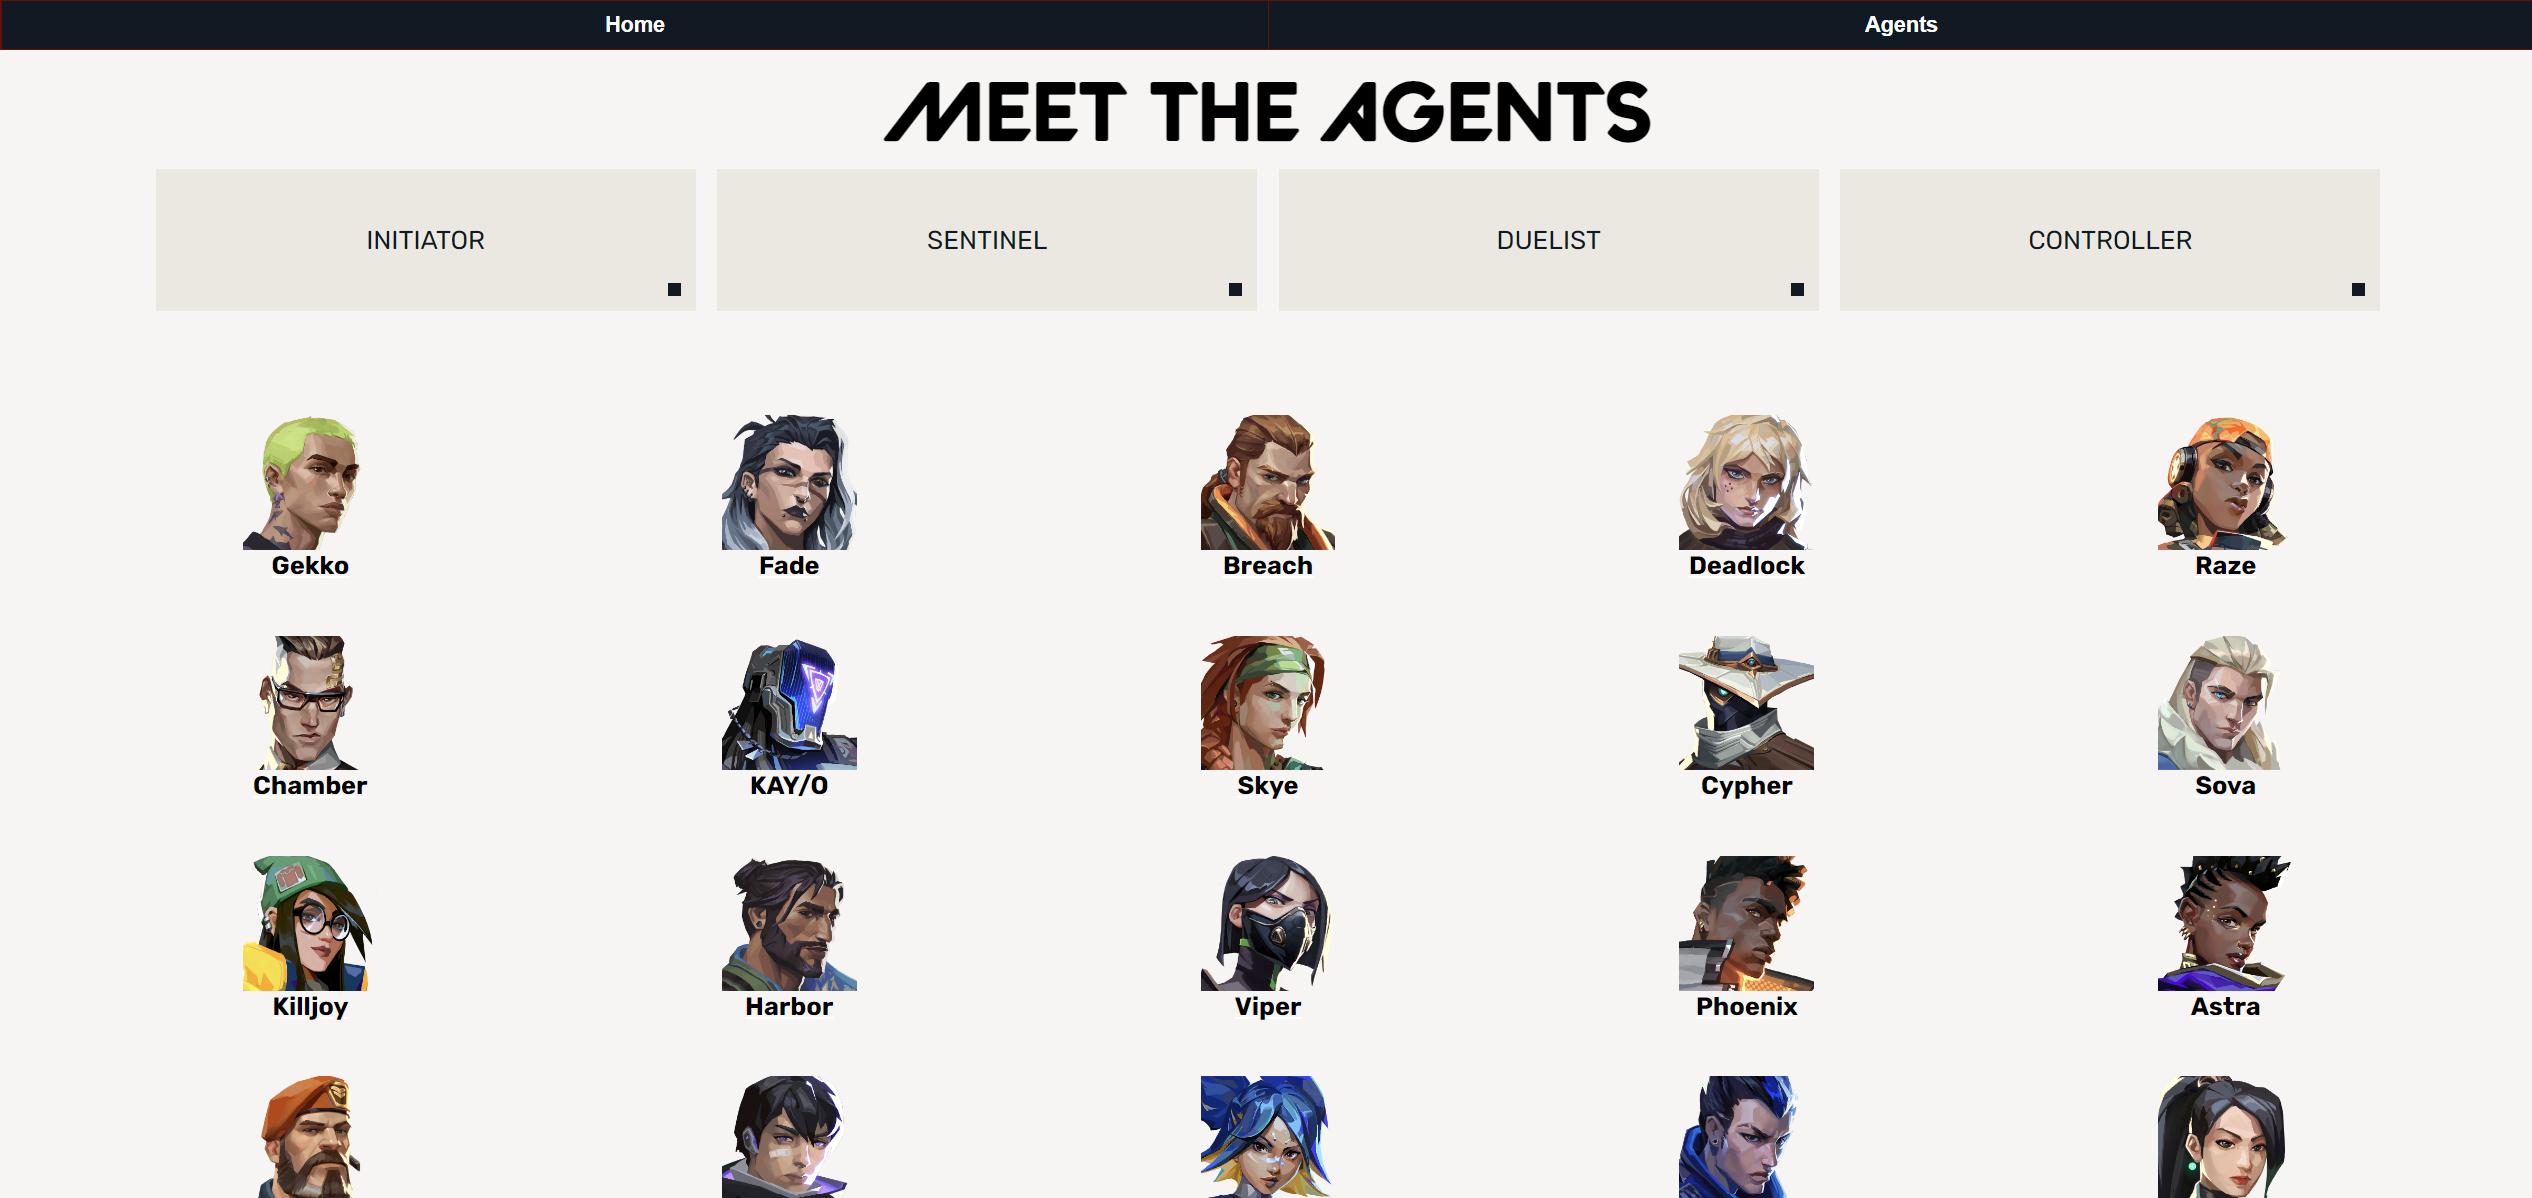 Home Agents
MEET THE AGENTS
INITIATOR SENTINEL DUELIST CONTROLLER
Gekko Fade Breach Deadlock Raze
Chamber KAY/O Skye Cypher Sova
Killjoy Harbor Viper Phoenix Astra